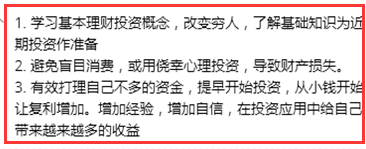 1. 学习基本理财投资概念，改变穷人，了解基础知识为近
期投资作准备
2. 避免盲目消费，或用侥幸心理投资，导致财产损失。
3. 有效打理自己不多的资金，提早开始投资，从小钱开始
让复利增加。增加经验，增加自信，在投资应用中给自己
带来越来越多的收益